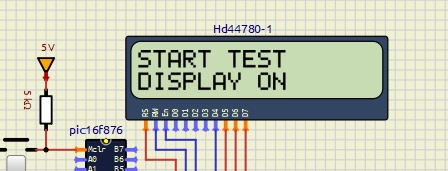 Hd44780-1
5V
START TEST
DISPLAY ON
5 kΩ
RS RW En D0 D1 D2 D3 D4 D5 D6 D7
pic16f876
Mclr B7
A0 B6
A1 B5